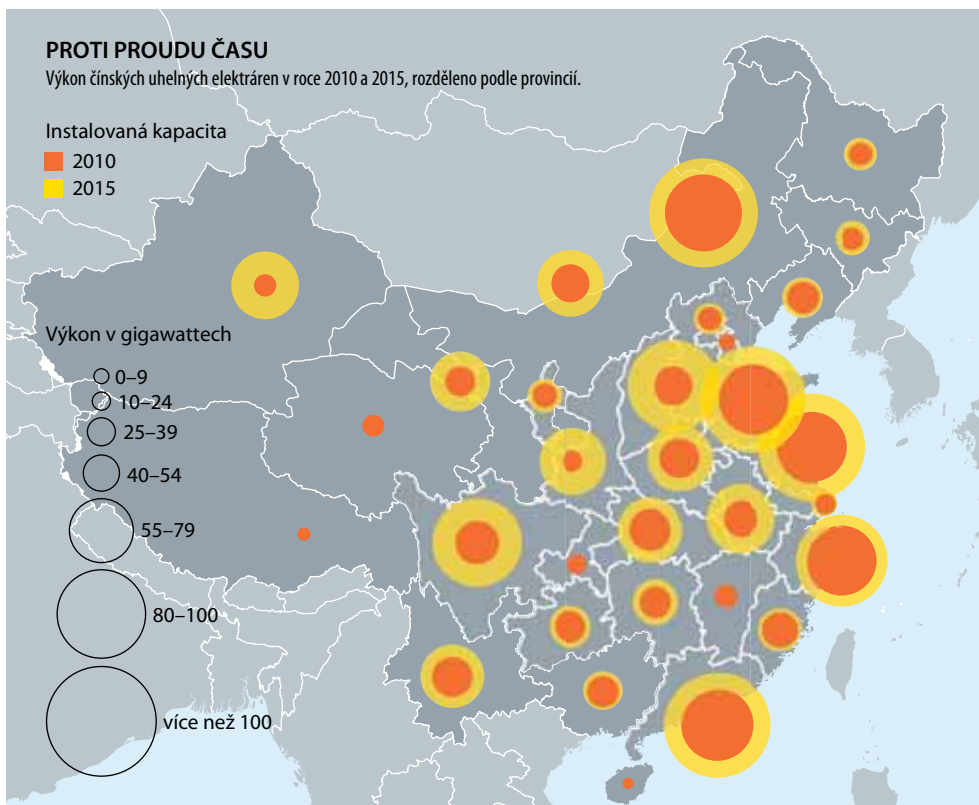 PROTI PROUDU ČASU
Výkon čínských uhelných elektráren v roce 2010 a 2015, rozděleno podle provincií.
Instalovaná kapacita
2010
2015
Výkon v gigawattech
0–9
10–24
25–39
40–54
55–79
80–100
více než 100